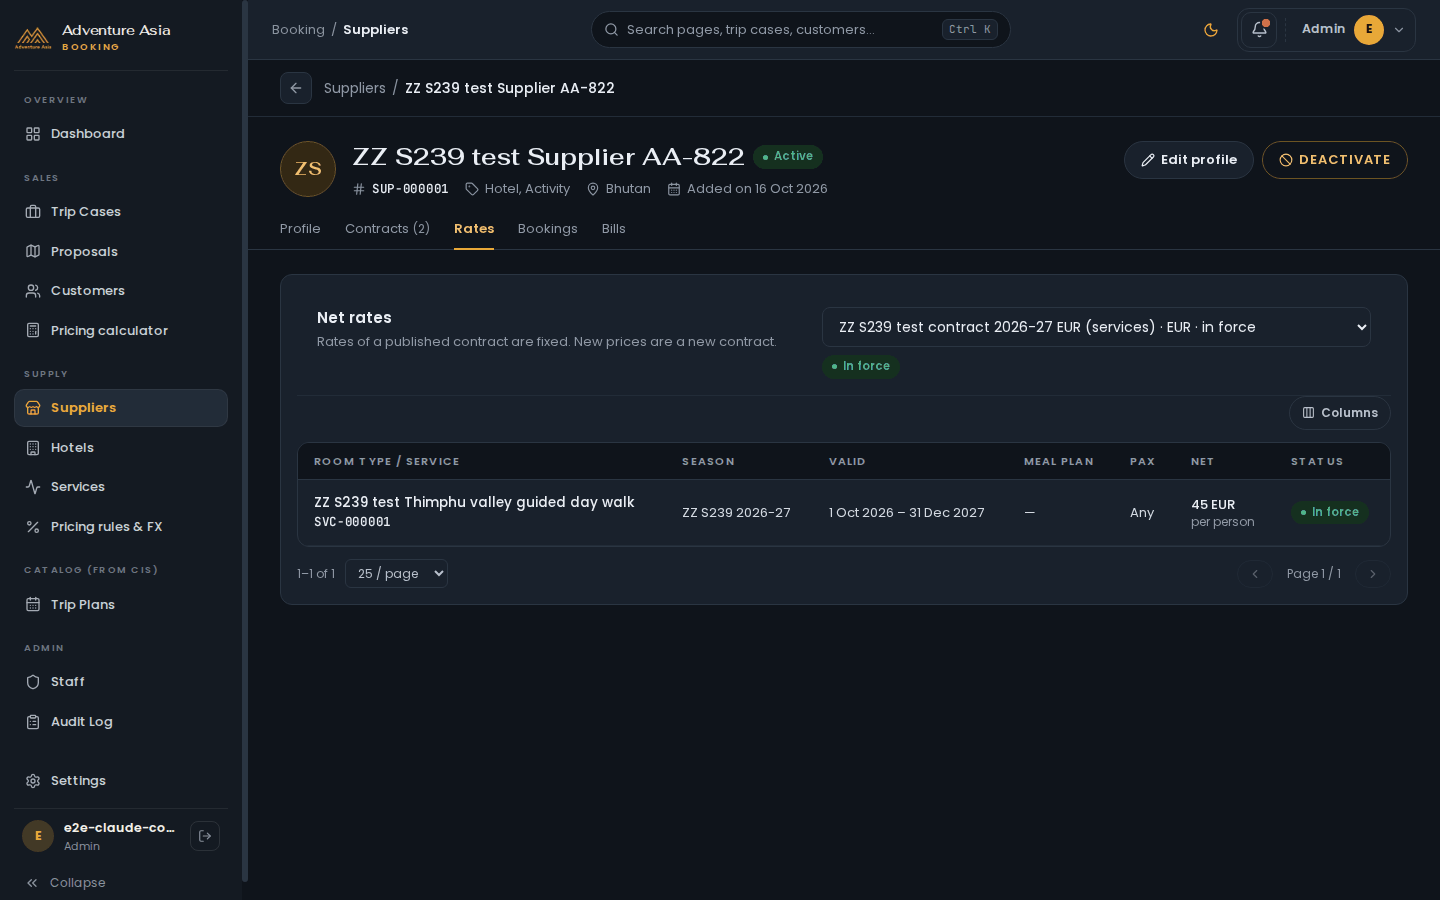 Adventure Asia
BOOKING
Adventure Asia
OVERVIEW
Dashboard
SALES
Trip Cases
Proposals
Customers
Pricing calculator
SUPPLY
Suppliers
Hotels
Services
Pricing rules & FX
CATALOG (FROM CIS)
Trip Plans
ADMIN
Staff
Audit Log
Settings
E
e2e-claude-co...
Admin
Collapse
Booking / Suppliers
Search pages, trip cases, customers...
Ctrl K
Admin
E
Suppliers / ZZ S239 test Supplier AA-822
ZS
ZZ S239 test Supplier AA-822
Active
SUP-000001
Hotel, Activity
Bhutan
Added on 16 Oct 2026
Edit profile
DEACTIVATE
Profile
Contracts (2)
Rates
Bookings
Bills
Net rates
Rates of a published contract are fixed. New prices are a new contract.
ZZ S239 test contract 2026-27 EUR (services) · EUR · in force
In force
Columns
ROOM TYPE / SERVICE
SEASON
VALID
MEAL PLAN
PAX
NET
STATUS
ZZ S239 test Thimphu valley guided day walk
SVC-000001
ZZ S239 2026-27
1 Oct 2026 – 31 Dec 2027
—
Any
45 EUR
per person
In force
1–1 of 1
25 / page
Page 1 / 1